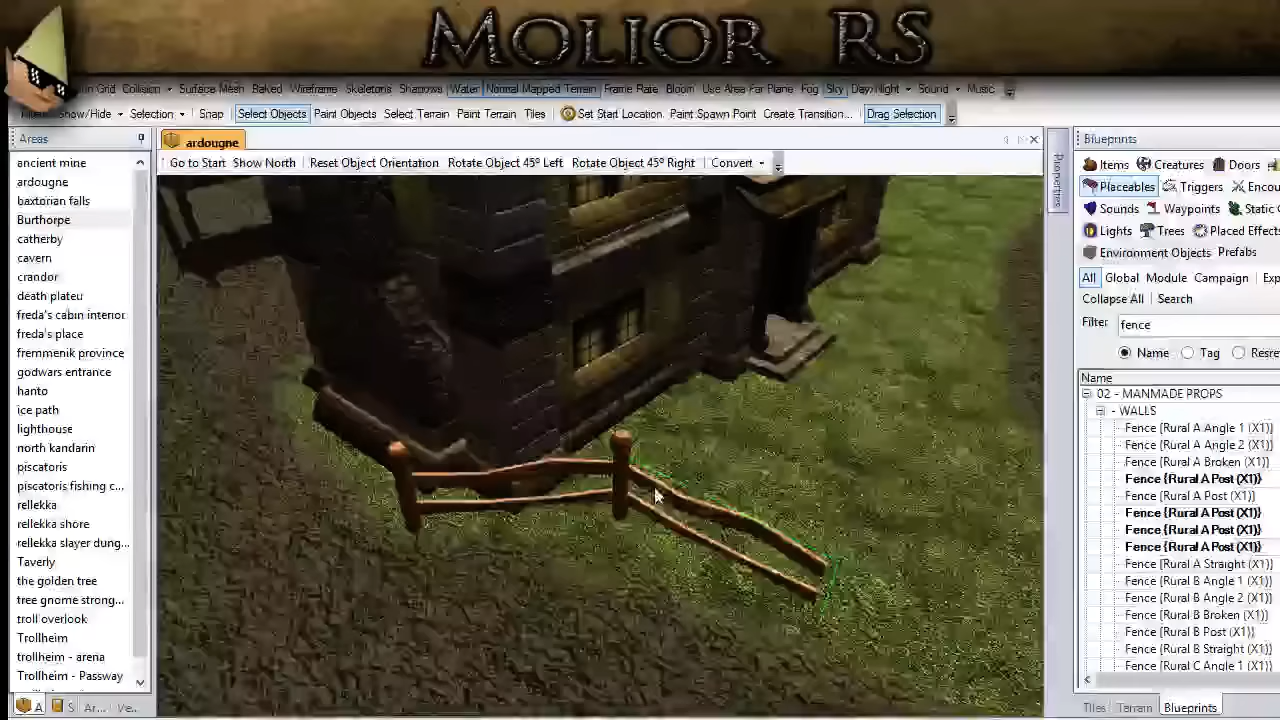 MOLIOR RS
Grid Collision Surface Mesh Baked Wireframe Skeletons Shadows Water Normal Mapped Terrain Frame Rate Bloom Use Area Far Plane Fog Sky Day/Night Sound Music
Show/Hide Selection Snap Select Objects Paint Objects Select Terrain Paint Terrain Tiles Set Start Location Paint Spawn Point Create Transition... Drag Selection
Areas
ancient mine
ardougne
baxtorian falls
Burthorpe
catherby
cavern
crandor
death plateu
freda's cabin interior
freda's place
fremmenik province
godwars entrance
hanto
ice path
lighthouse
north kandarin
piscatoris
piscatoris fishing c...
rellekka
rellekka shore
rellekka slayer dung...
Taverly
the golden tree
tree gnome strong...
troll overlook
Trollheim
trollheim - arena
Trollheim - Passway
A S Ar... Ve...
ardougne
Go to Start Show North Reset Object Orientation Rotate Object 45º Left Rotate Object 45º Right Convert
Properties
Blueprints
Items Creatures Doors
Placeables Triggers Encou
Sounds Waypoints Static
Lights Trees Placed Effects
Environment Objects Prefabs
All Global Module Campaign Exp
Collapse All Search
Filter fence
Name Tag Resre
Name
02 - MANMADE PROPS
- WALLS
Fence {Rural A Angle 1 (X1)}
Fence {Rural A Angle 2 (X1)}
Fence {Rural A Broken (X1)}
Fence {Rural A Post (X1)}
Fence {Rural A Post (X1)}
Fence {Rural A Post (X1)}
Fence {Rural A Post (X1)}
Fence {Rural A Post (X1)}
Fence {Rural A Straight (X1)}
Fence {Rural B Angle 1 (X1)}
Fence {Rural B Angle 2 (X1)}
Fence {Rural B Broken (X1)}
Fence {Rural B Post (X1)}
Fence {Rural B Straight (X1)}
Fence {Rural C Angle 1 (X1)}
Tiles Terrain Blueprints